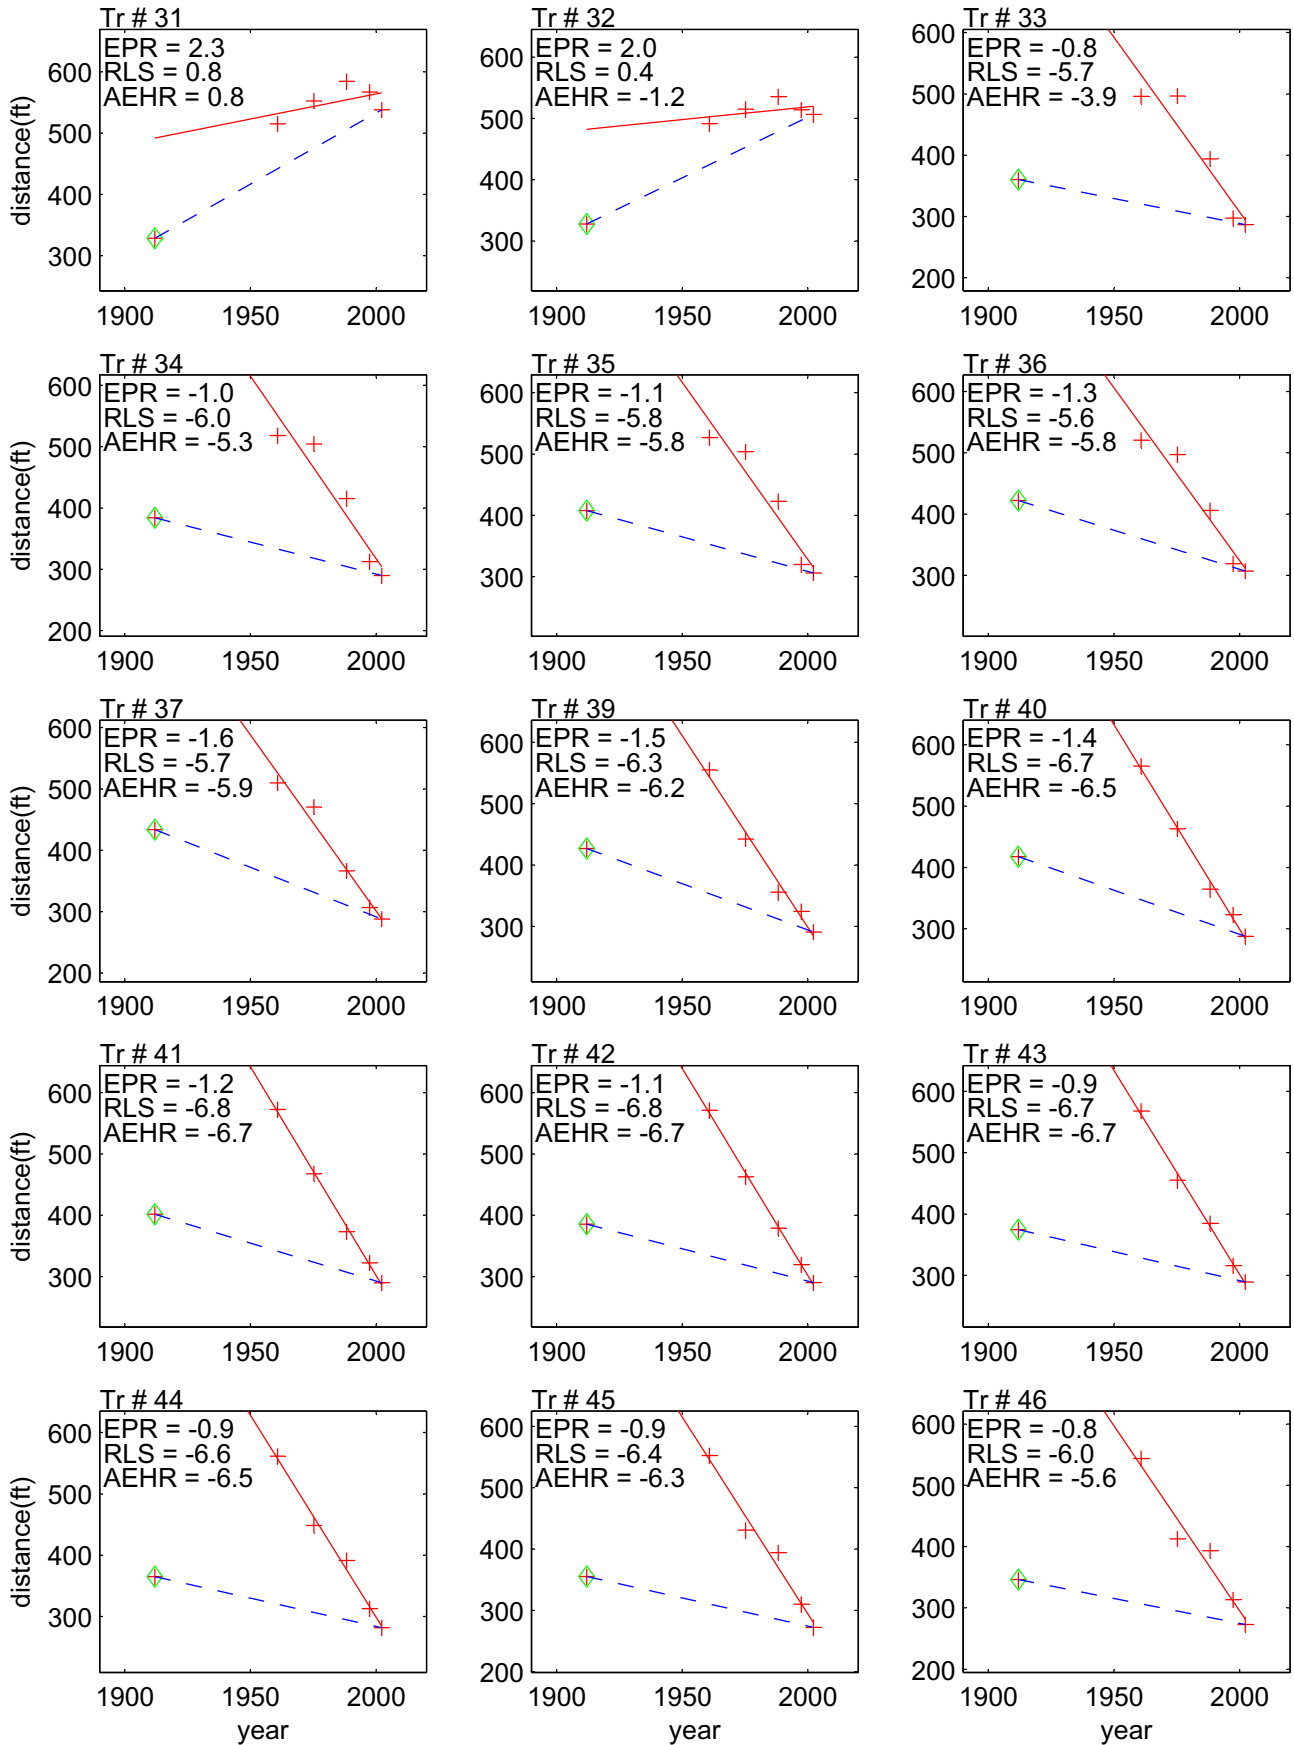 Tr # 31
EPR = 2.3
RLS = 0.8
AEHR = 0.8
600
500
400
300
distance(ft)
1900 1950 2000
Tr # 32
EPR = 2.0
RLS = 0.4
AEHR = -1.2
600
500
400
300
1900 1950 2000
Tr # 33
EPR = -0.8
RLS = -5.7
AEHR = -3.9
600
500
400
300
200
1900 1950 2000
Tr # 34
EPR = -1.0
RLS = -6.0
AEHR = -5.3
600
500
400
300
200
distance(ft)
1900 1950 2000
Tr # 35
EPR = -1.1
RLS = -5.8
AEHR = -5.8
600
500
400
300
1900 1950 2000
Tr # 36
EPR = -1.3
RLS = -5.6
AEHR = -5.8
600
500
400
300
1900 1950 2000
Tr # 37
EPR = -1.6
RLS = -5.7
AEHR = -5.9
600
500
400
300
200
distance(ft)
1900 1950 2000
Tr # 39
EPR = -1.5
RLS = -6.3
AEHR = -6.2
600
500
400
300
1900 1950 2000
Tr # 40
EPR = -1.4
RLS = -6.7
AEHR = -6.5
600
500
400
300
1900 1950 2000
Tr # 41
EPR = -1.2
RLS = -6.8
AEHR = -6.7
600
500
400
300
distance(ft)
1900 1950 2000
Tr # 42
EPR = -1.1
RLS = -6.8
AEHR = -6.7
600
500
400
300
1900 1950 2000
Tr # 43
EPR = -0.9
RLS = -6.7
AEHR = -6.7
600
500
400
300
1900 1950 2000
Tr # 44
EPR = -0.9
RLS = -6.6
AEHR = -6.5
600
500
400
300
distance(ft)
1900 1950 2000
year
Tr # 45
EPR = -0.9
RLS = -6.4
AEHR = -6.3
600
500
400
300
200
1900 1950 2000
year
Tr # 46
EPR = -0.8
RLS = -6.0
AEHR = -5.6
600
500
400
300
200
1900 1950 2000
year